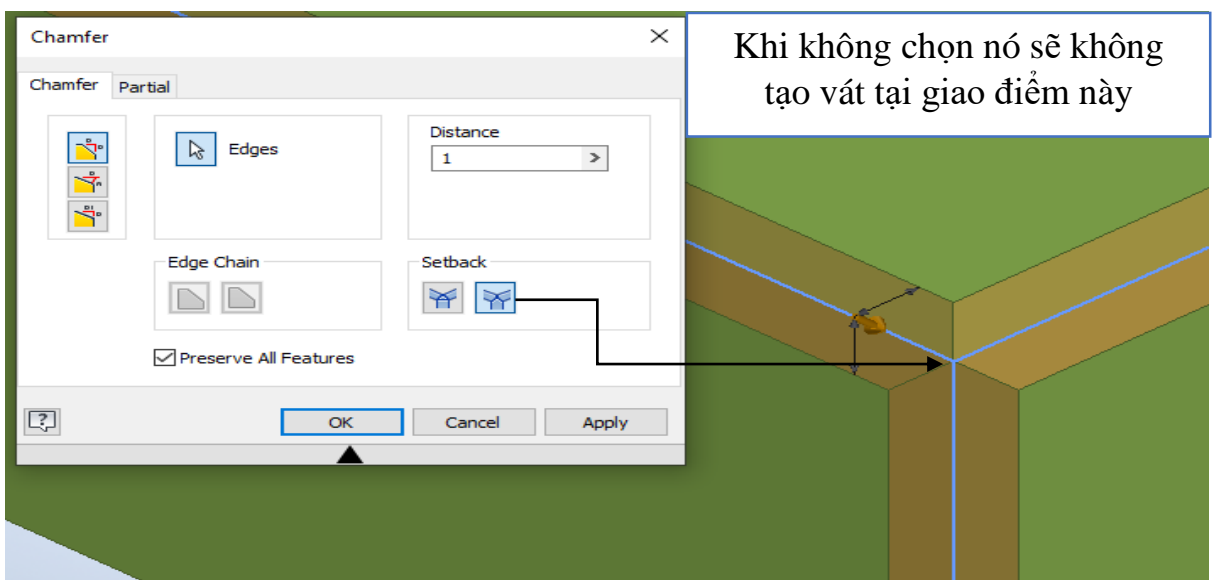 Chamfer
Khi không chọn nó sẽ không
tạo vát tại giao điểm này
Chamfer Partial
Edges
Distance
1
Edge Chain
Setback
Preserve All Features
OK Cancel Apply